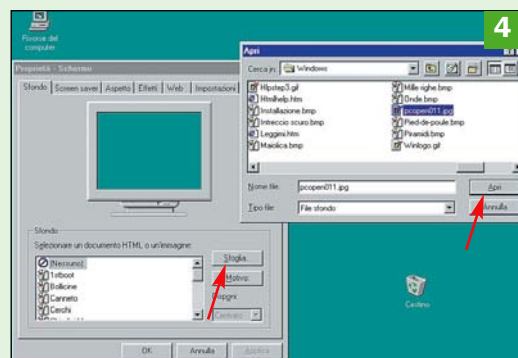 4
Risorse del
computer
Proprietà - Schermo
Sfondo Screen saver Aspetto Effetti Web Impostazioni
Sfondo
Selezionare un documento HTML o un'immagine:
(Nessuno)
1stboot
Bollicine
Canneto
Cerchi
Sfoglia...
Motivo...
Disporre:
Centrato
OK Annulla Applica
Apri
Cerca in: Windows
Hlpstep3.gif
Htmlhelp.htm
Installazione.bmp
Intreccio scuro.bmp
Leggimi.htm
Maiolica.bmp
Mille righe.bmp
Onde.bmp
pcopen011.jpg
Pied-de-poule.bmp
Piramidi.bmp
Winlogo.gif
Nome file: pcopen011.jpg Apri
Tipo file: File sfondo Annulla
Cestino